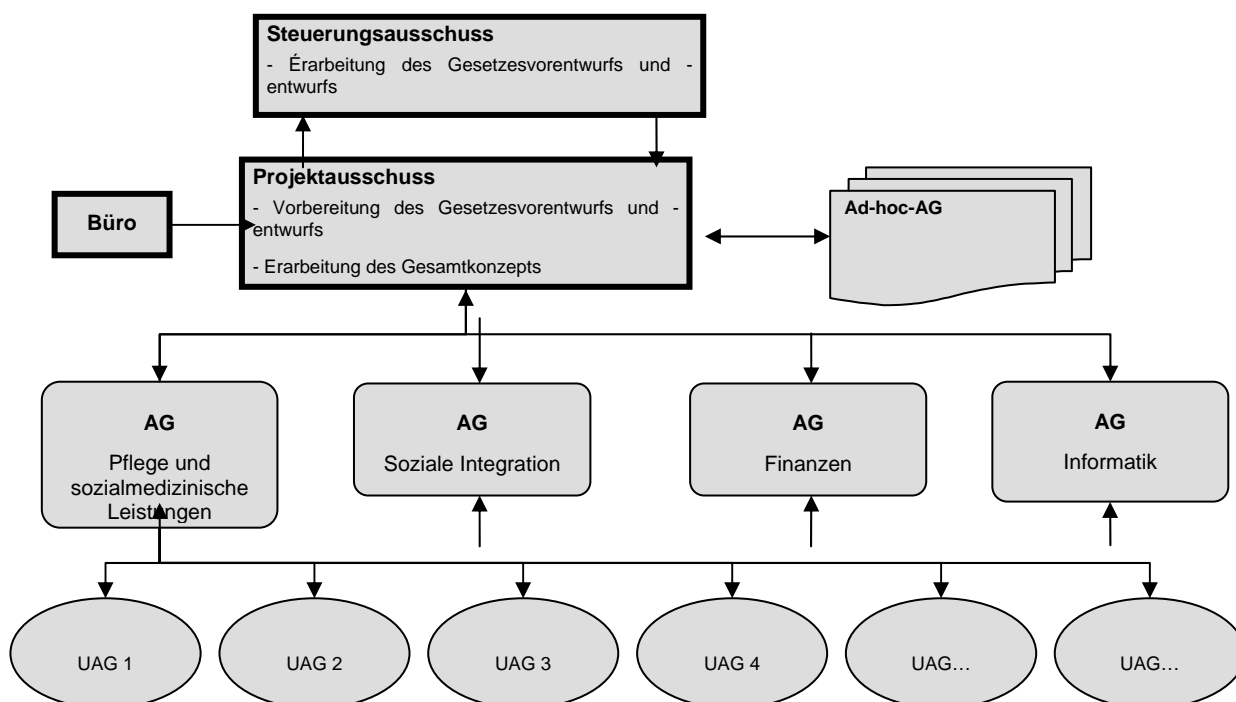 Steuerungsausschuss
- Érarbeitung des Gesetzesvorentwurfs und -
entwurfs
Projektausschuss
- Vorbereitung des Gesetzesvorentwurfs und -
entwurfs
- Erarbeitung des Gesamtkonzepts
Büro
Ad-hoc-AG
AG
Pflege und
sozialmedizinische
Leistungen
AG
Soziale Integration
AG
Finanzen
AG
Informatik
UAG 1
UAG 2
UAG 3
UAG 4
UAG…
UAG…